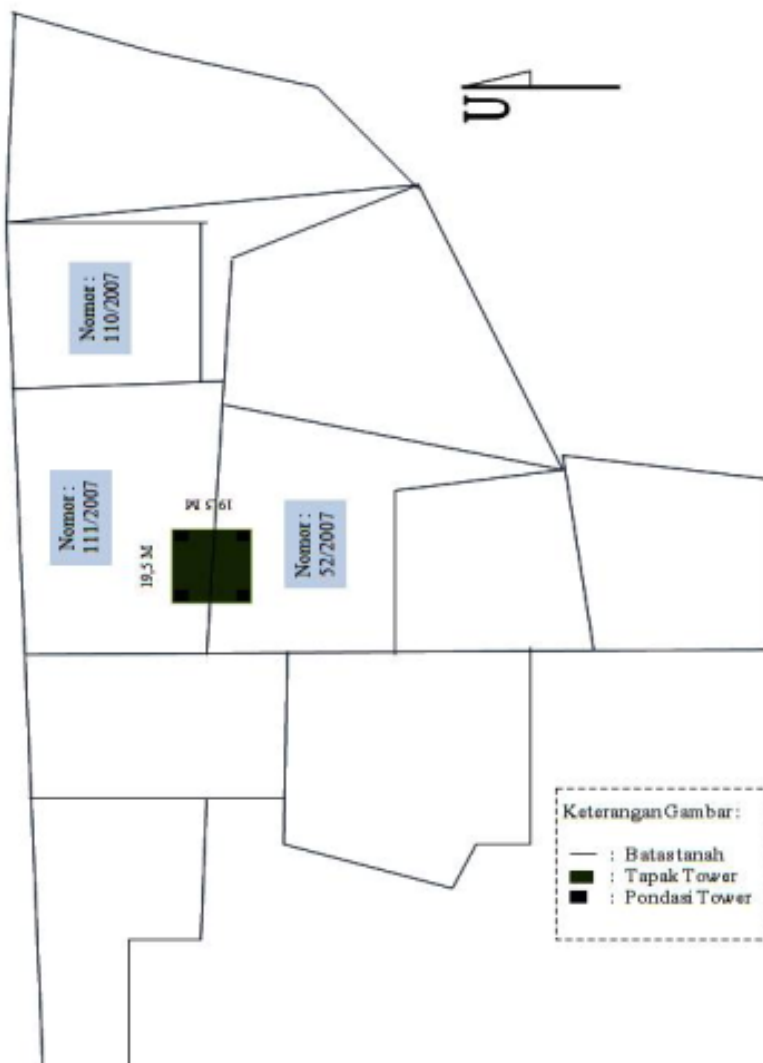 U
Nomor :
110/2007
Nomor :
111/2007
19,5 M
19,5 M
Nomor :
52/2007
Keterangan Gambar :
: Batas tanah
: Tapak Tower
: Pondasi Tower